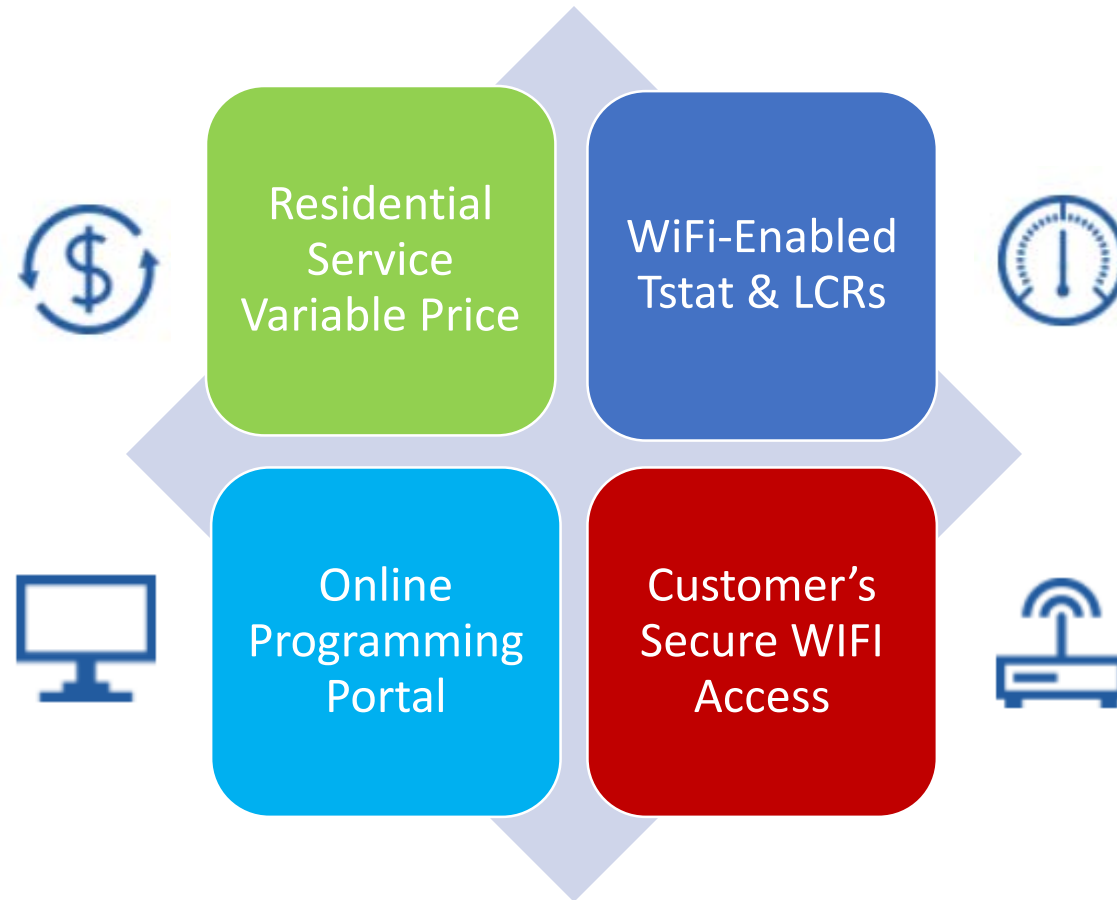 Residential
Service
Variable Price
WiFi-Enabled
Tstat & LCRs
Online
Programming
Portal
Customer’s
Secure WIFI
Access